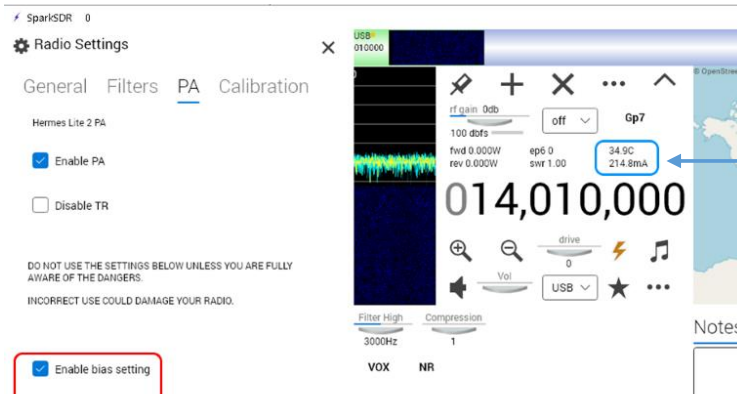 SparkSDR 0
Radio Settings
General Filters PA Calibration
Hermes Lite 2 PA
Enable PA
Disable TR
DO NOT USE THE SETTINGS BELOW UNLESS YOU ARE FULLY
AWARE OF THE DANGERS.
INCORRECT USE COULD DAMAGE YOUR RADIO.
Enable bias setting
USB
010000
rf gain 0db
off
Gp7
100 dbfs
fwd 0.000W ep6 0 34.9C
rev 0.000W swr 1.00 214.8mA
014,010,000
drive
0
Vol
USB
Filter High Compression
3000Hz 1
VOX NR
© OpenStree
Notes